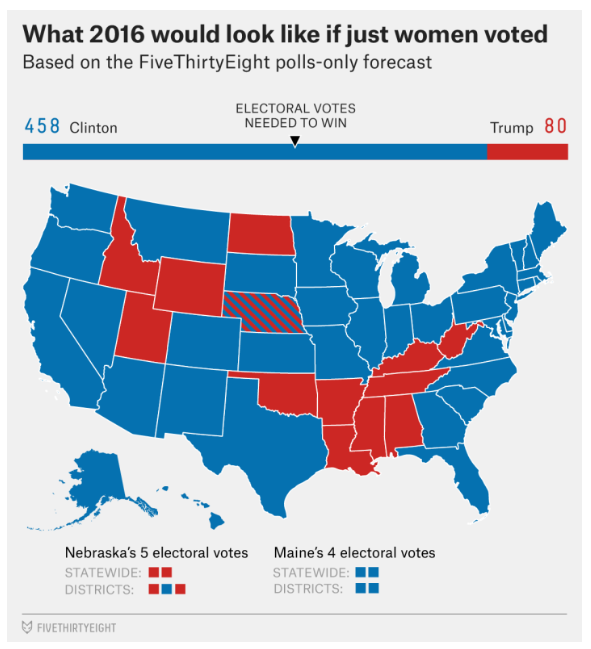 What 2016 would look like if just women voted
Based on the FiveThirtyEight polls-only forecast
ELECTORAL VOTES
NEEDED TO WIN
458 Clinton
Trump 80
Nebraska's 5 electoral votes
STATEWIDE:
DISTRICTS:
Maine's 4 electoral votes
STATEWIDE:
DISTRICTS:
FIVETHIRTYEIGHT